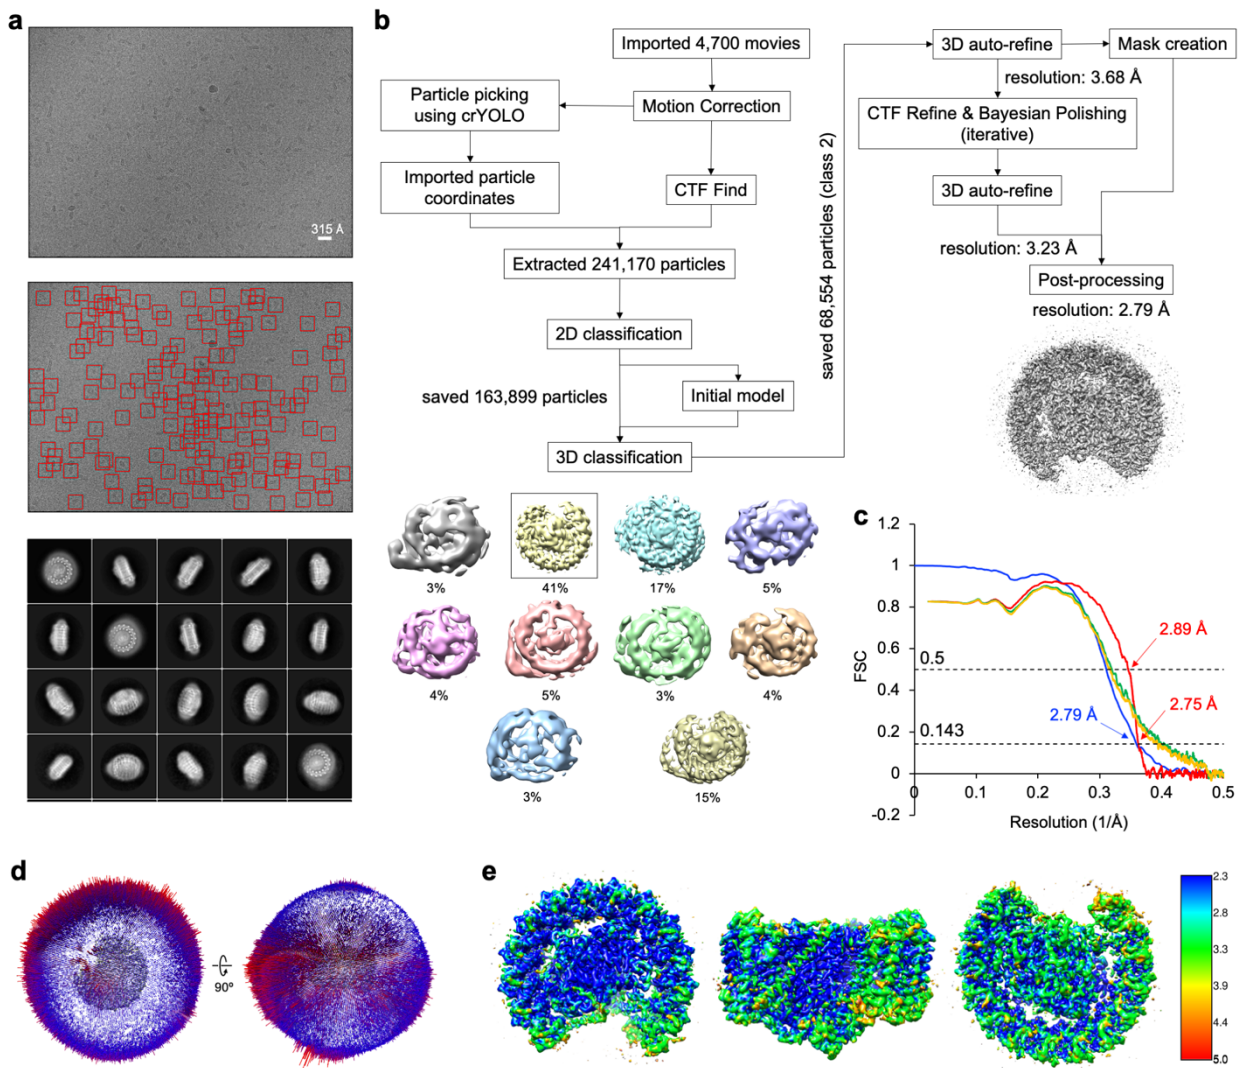 a
315 Å
b
Imported 4,700 movies
Particle picking
using crYOLO
Motion Correction
Imported particle
coordinates
CTF Find
Extracted 241,170 particles
2D classification
saved 163,899 particles
Initial model
3D classification
saved 68,554 particles (class 2)
3D auto-refine
Mask creation
resolution: 3.68 Å
CTF Refine & Bayesian Polishing
(iterative)
3D auto-refine
resolution: 3.23 Å
Post-processing
resolution: 2.79 Å
3%
41%
17%
5%
4%
5%
3%
4%
3%
15%
c
1.2
1
0.8
0.6
0.4
0.2
0
-0.2
FSC
0.5
0.143
2.89 Å
2.79 Å
2.75 Å
0
0.1
0.2
0.3
0.4
0.5
Resolution (1/Å)
d
90º
e
2.3
2.8
3.3
3.9
4.4
5.0